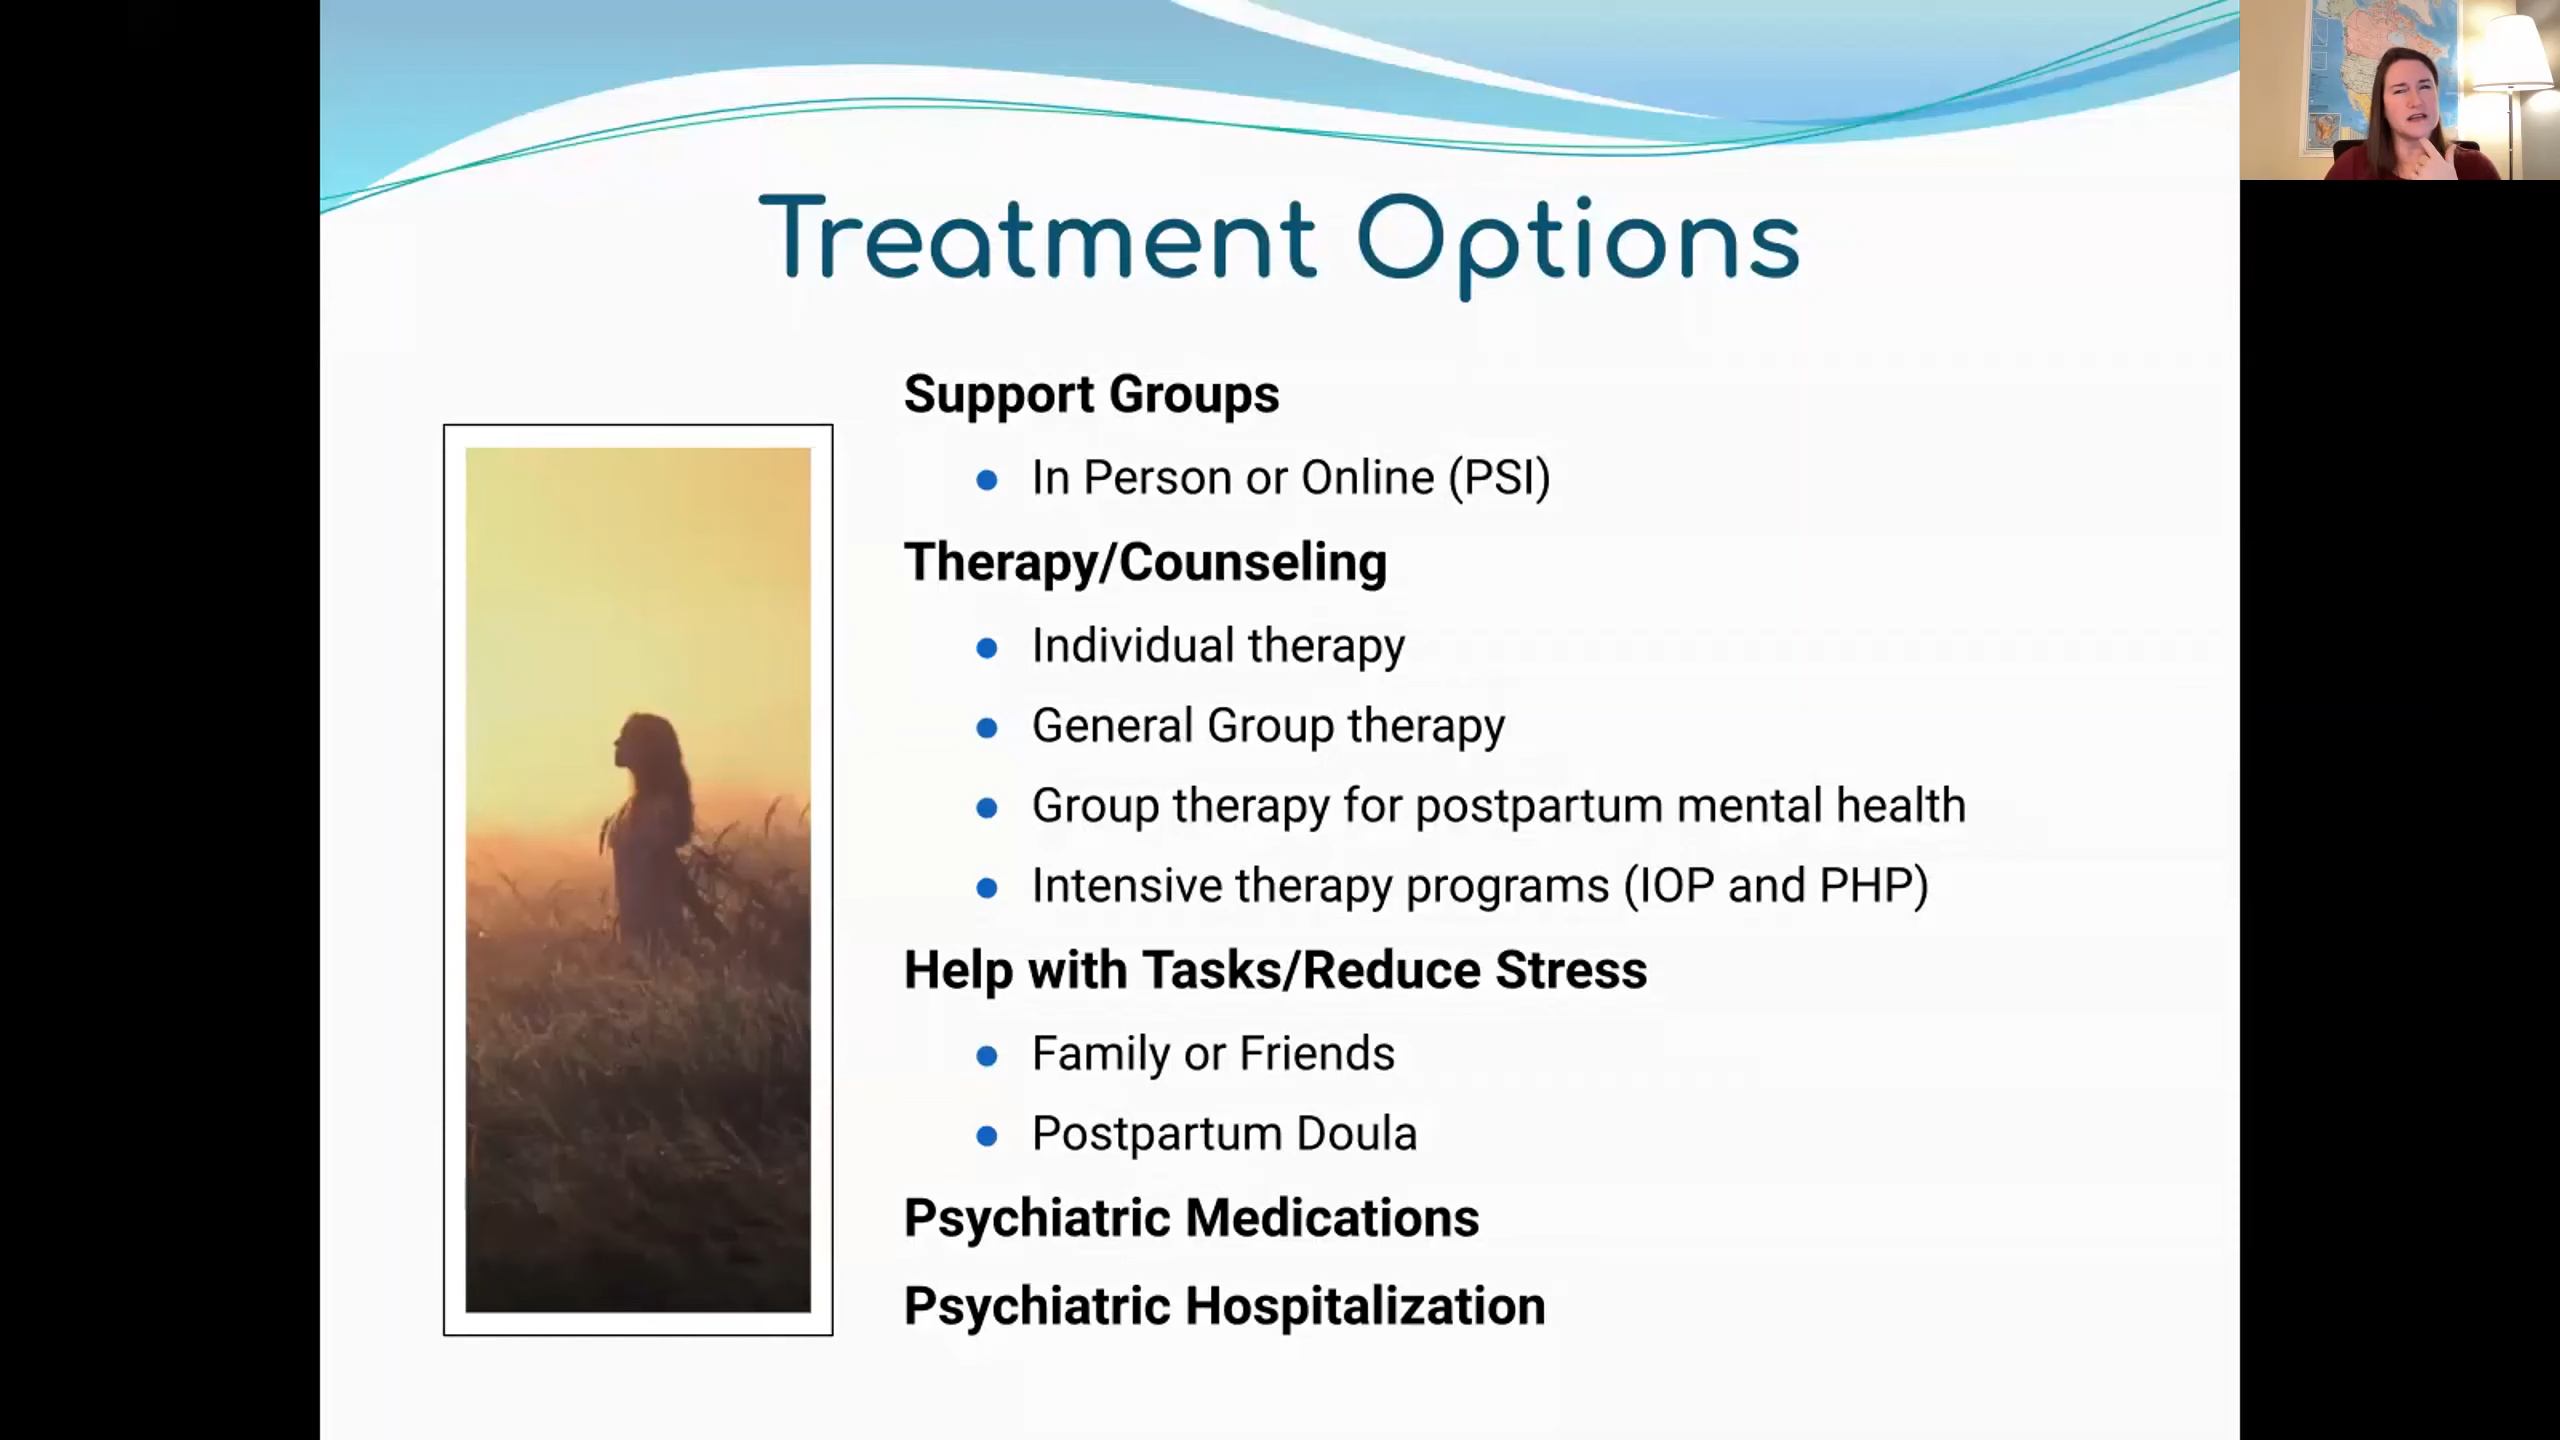 Treatment Options
Support Groups
In Person or Online (PSI)
Therapy/Counseling
Individual therapy
General Group therapy
Group therapy for postpartum mental health
Intensive therapy programs (IOP and PHP)
Help with Tasks/Reduce Stress
Family or Friends
Postpartum Doula
Psychiatric Medications
Psychiatric Hospitalization